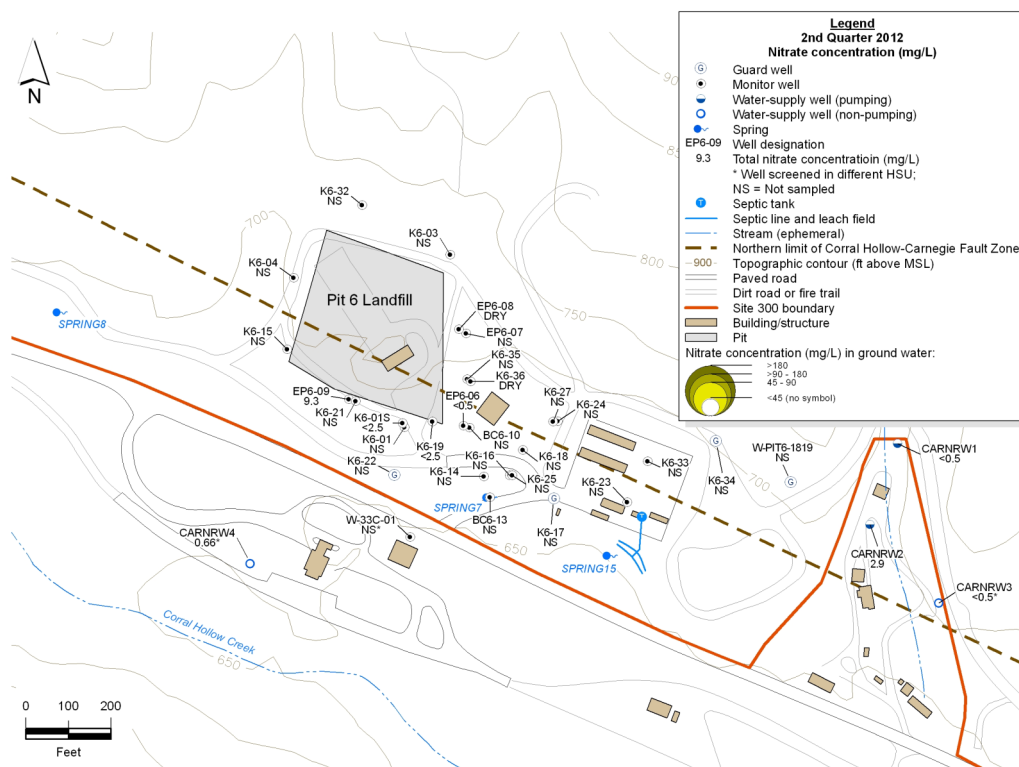 Legend
2nd Quarter 2012
Nitrate concentration (mg/L)
Guard well
Monitor well
Water-supply well (pumping)
Water-supply well (non-pumping)
Spring
EP6-09 Well designation
9.3 Total nitrate concentratioin (mg/L)
* Well screened in different HSU;
NS = Not sampled
T Septic tank
Septic line and leach field
Stream (ephemeral)
Northern limit of Corral Hollow-Carnegie Fault Zone
900 Topographic contour (ft above MSL)
Paved road
Dirt road or fire trail
Site 300 boundary
Building/structure
Pit
Nitrate concentration (mg/L) in ground water:
>180
>90 - 180
45 - 90
<45 (no symbol)
N
K6-32
NS
700
K6-03
NS
K6-04
NS
800
Pit 6 Landfill
750
SPRING8
EP6-08
DRY
EP6-07
NS
K6-15
NS
K6-35
NS
K6-36
DRY
EP6-09
9.3
EP6-06
<0.5
K6-27
NS
K6-24
NS
K6-21
NS
K6-01S
<2.5
K6-01
NS
K6-19
<2.5
BC6-10
NS
K6-18
NS
K6-16
NS
K6-22
NS
K6-14
NS
K6-25
NS
K6-33
NS
K6-34
NS
K6-23
NS
W-PIT6-1819
NS
700
CARNRW1
<0.5
SPRING7
BC6-13
NS
K6-17
NS
T
W-33C-01
NS*
650
SPRING15
CARNRW4
0.66*
CARNRW2
2.9
CARNRW3
<0.5*
Corral Hollow Creek
650
0 100 200
Feet